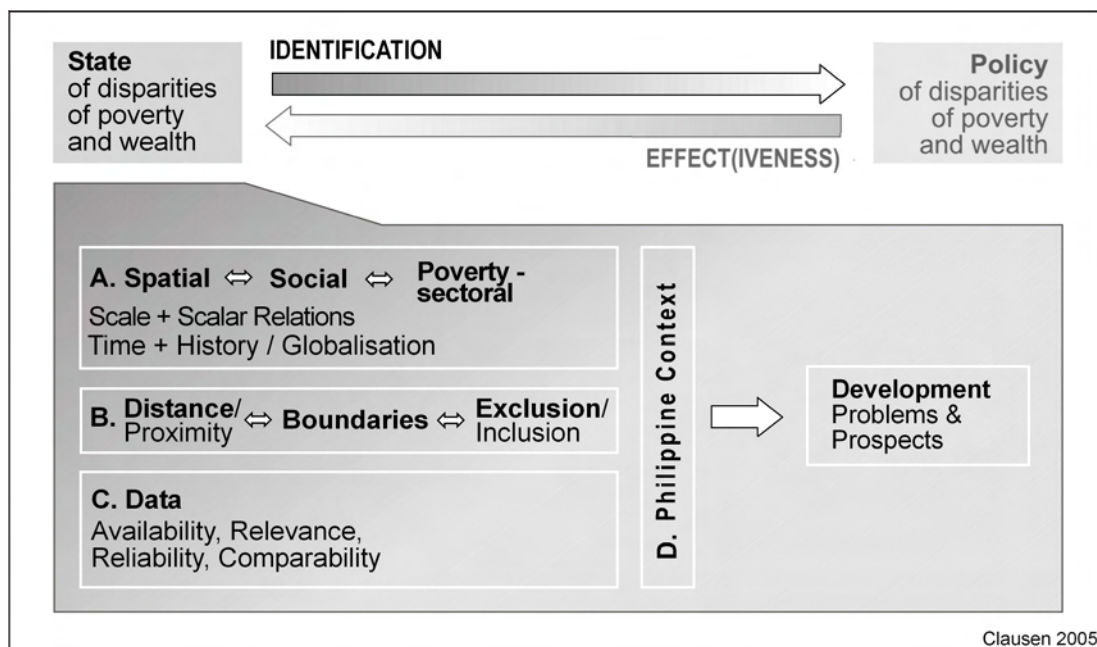 State
of disparities
of poverty
and wealth
IDENTIFICATION
EFFECT(IVENESS)
Policy
of disparities
of poverty
and wealth
A. Spatial ⇔ Social ⇔ Poverty -
sectoral
Scale + Scalar Relations
Time + History / Globalisation
B. Distance/ ⇔ Boundaries ⇔ Exclusion/
Proximity Inclusion
C. Data
Availability, Relevance,
Reliability, Comparability
D. Philippine Context
Development
Problems &
Prospects
Clausen 2005